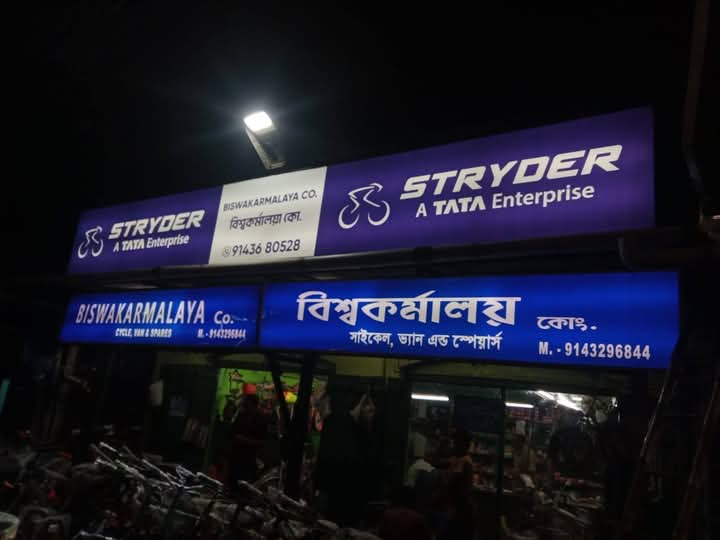 STRYDER
A TATA Enterprise
BISWAKARMALAYA CO.
বিশ্বকর্মালয়া কো.
91436 80528
STRYDER
A TATA Enterprise
BISWAKARMALAYA Co.
CYCLE, VAN & SPARES M. - 9143296844
বিশ্বকর্মালয় কোং.
সাইকেল, ভ্যান এন্ড স্পেয়ার্স
M. - 9143296844